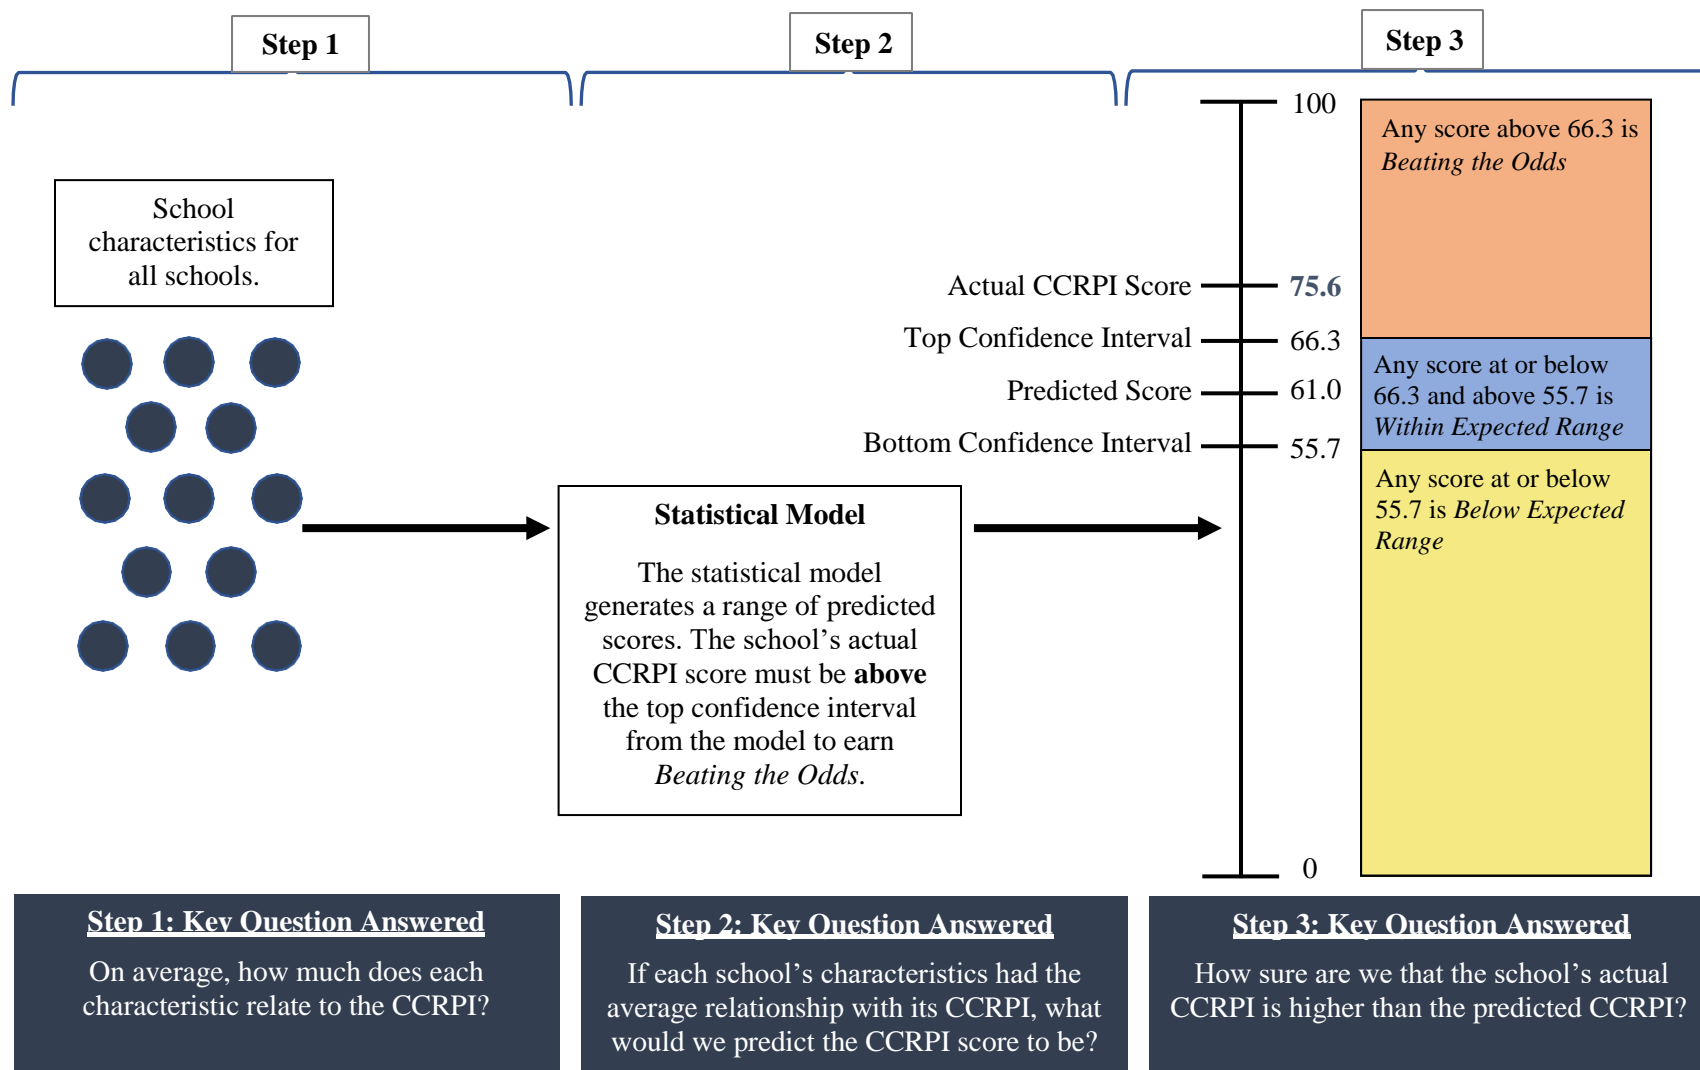 Step 1
Step 2
Step 3
School
characteristics for
all schools.
Statistical Model
The statistical model
generates a range of predicted
scores. The school’s actual
CCRPI score must be above
the top confidence interval
from the model to earn
Beating the Odds.
100
Actual CCRPI Score 75.6
Top Confidence Interval 66.3
Predicted Score 61.0
Bottom Confidence Interval 55.7
0
Any score above 66.3 is
Beating the Odds
Any score at or below
66.3 and above 55.7 is
Within Expected Range
Any score at or below
55.7 is Below Expected
Range
Step 1: Key Question Answered
On average, how much does each
characteristic relate to the CCRPI?
Step 2: Key Question Answered
If each school’s characteristics had the
average relationship with its CCRPI, what
would we predict the CCRPI score to be?
Step 3: Key Question Answered
How sure are we that the school’s actual
CCRPI is higher than the predicted CCRPI?